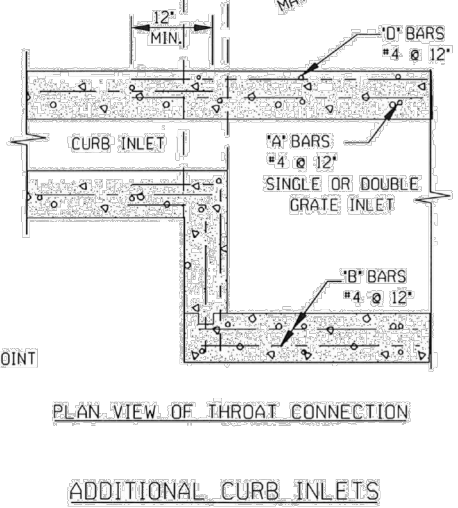 12"
MIN.
"D" BARS
#4 @ 12"
CURB INLET
"A" BARS
#4 @ 12"
SINGLE OR DOUBLE
GRATE INLET
"B" BARS
#4 @ 12"
OINT
PLAN VIEW OF THROAT CONNECTION
ADDITIONAL CURB INLETS